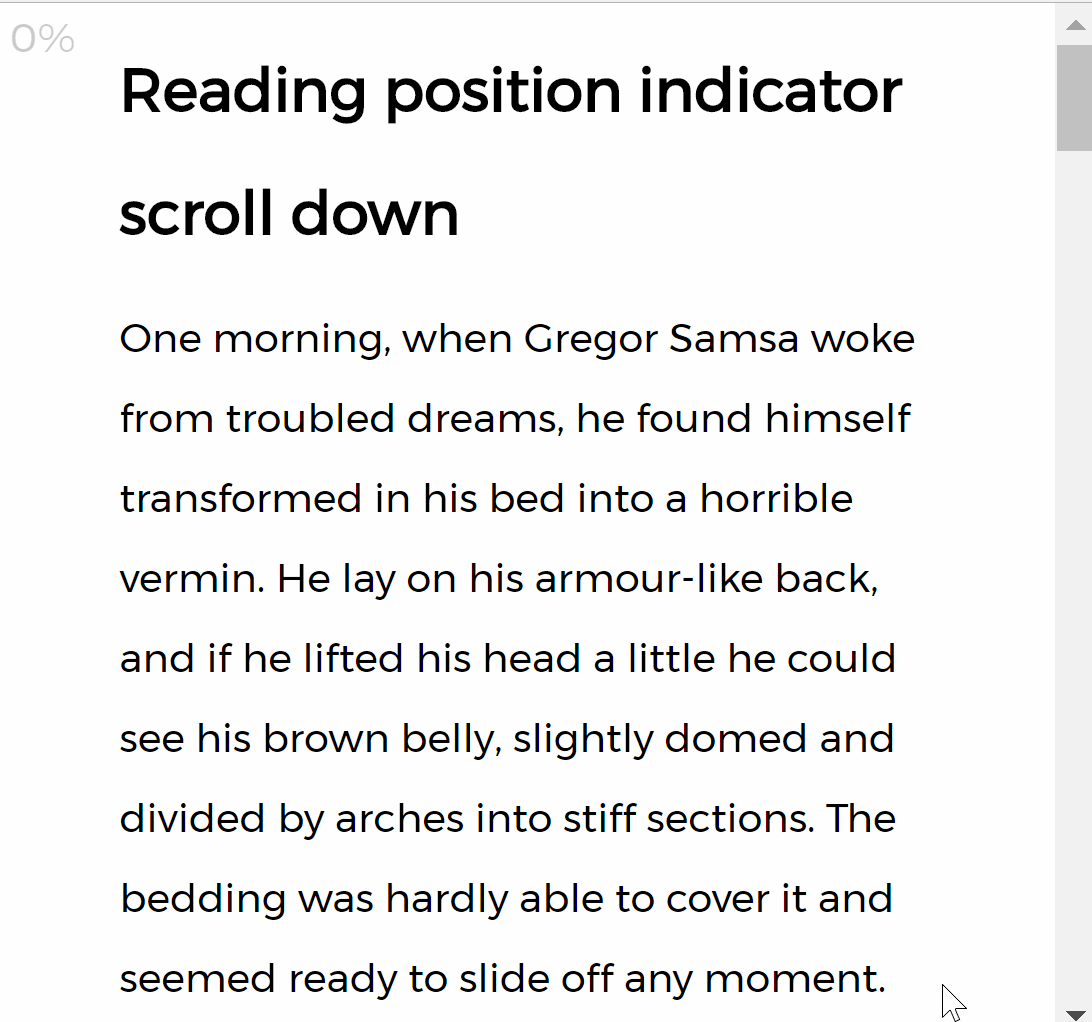 0%
Reading position indicator
scroll down
One morning, when Gregor Samsa woke
from troubled dreams, he found himself
transformed in his bed into a horrible
vermin. He lay on his armour-like back,
and if he lifted his head a little he could
see his brown belly, slightly domed and
divided by arches into stiff sections. The
bedding was hardly able to cover it and
seemed ready to slide off any moment.